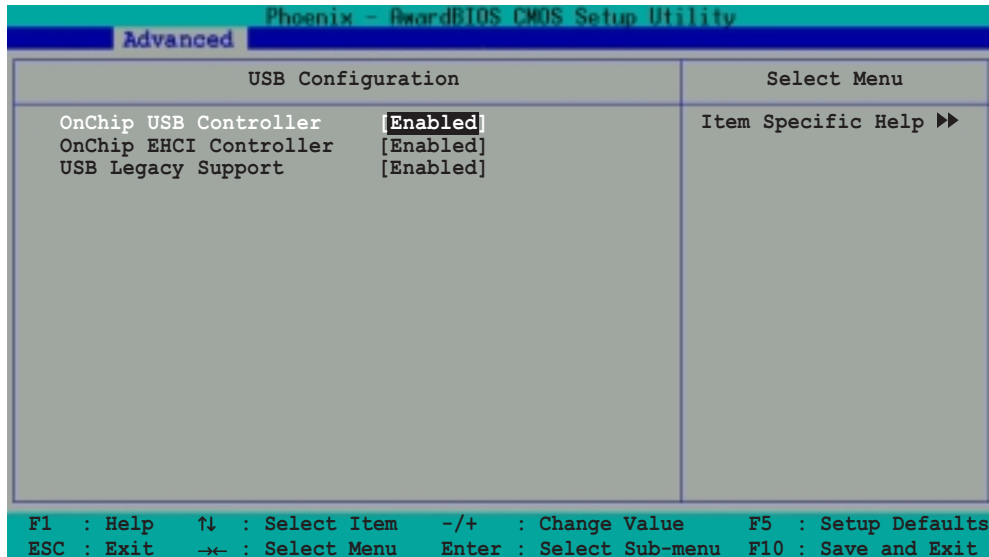 Phoenix - AwardBIOS CMOS Setup Utility
Advanced
USB Configuration
Select Menu
OnChip USB Controller [Enabled]
OnChip EHCI Controller [Enabled]
USB Legacy Support [Enabled]
Item Specific Help ▶▶
F1 : Help ↑↓ : Select Item -/+ : Change Value F5 : Setup Defaults
ESC : Exit →← : Select Menu Enter : Select Sub-menu F10 : Save and Exit